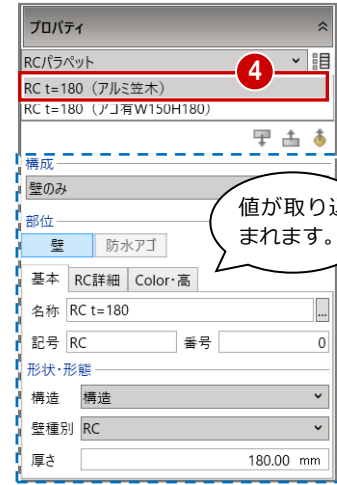 プロパティ
RCパラペット
4
RC t=180（アルミ笠木）
RC t=180（アゴ有W150H180）
構成
壁のみ
値が取り込
まれます。
部位
壁 防水アゴ
基本 RC詳細 Color･高
名称 RC t=180 ...
記号 RC 番号 0
形状･形態
構造 構造
壁種別 RC
厚さ 180.00 mm